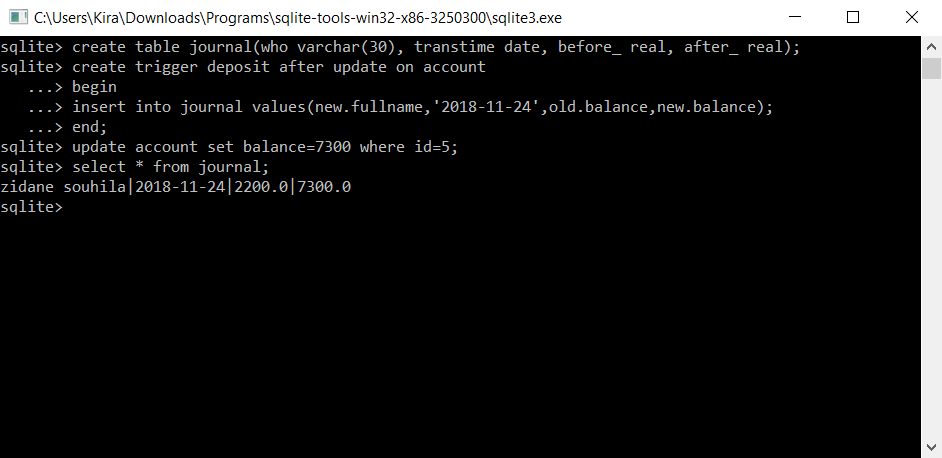 C:\Users\Kira\Downloads\Programs\sqlite-tools-win32-x86-3250300\sqlite3.exe
sqlite> create table journal(who varchar(30), transtime date, before_ real, after_ real);
sqlite> create trigger deposit after update on account
   ...> begin
   ...> insert into journal values(new.fullname,'2018-11-24',old.balance,new.balance);
   ...> end;
sqlite> update account set balance=7300 where id=5;
sqlite> select * from journal;
zidane souhila|2018-11-24|2200.0|7300.0
sqlite>